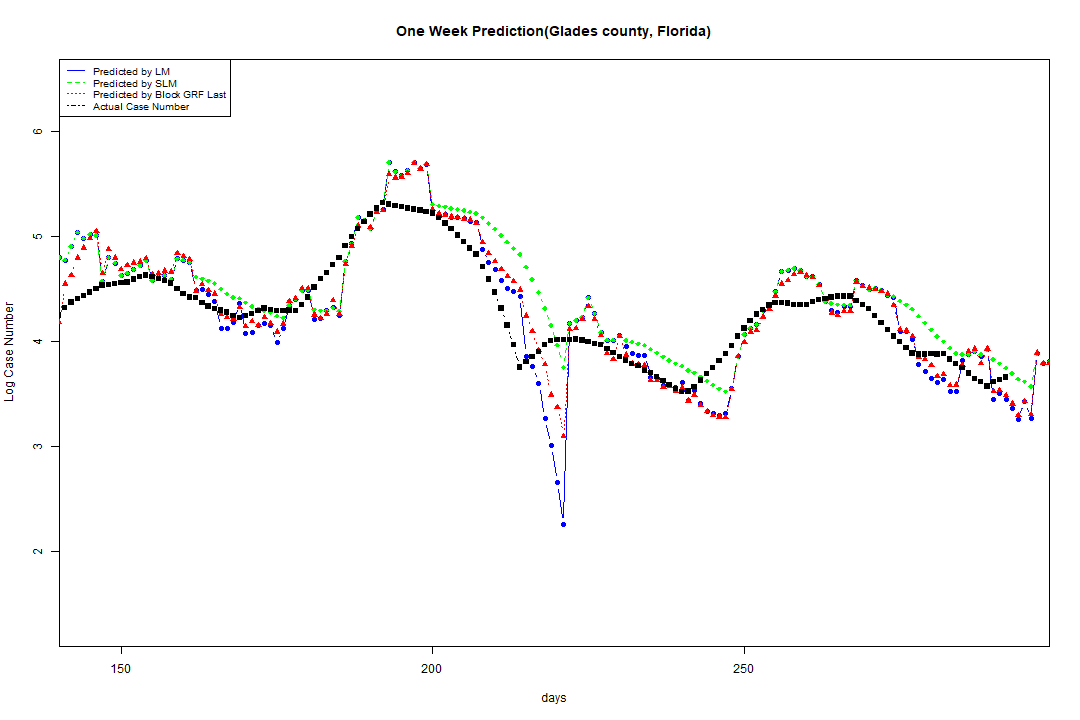 One Week Prediction(Glades county, Florida)
Predicted by LM
Predicted by SLM
Predicted by Block GRF Last
Actual Case Number
6
5
4
3
2
Log Case Number
150 200 250
days